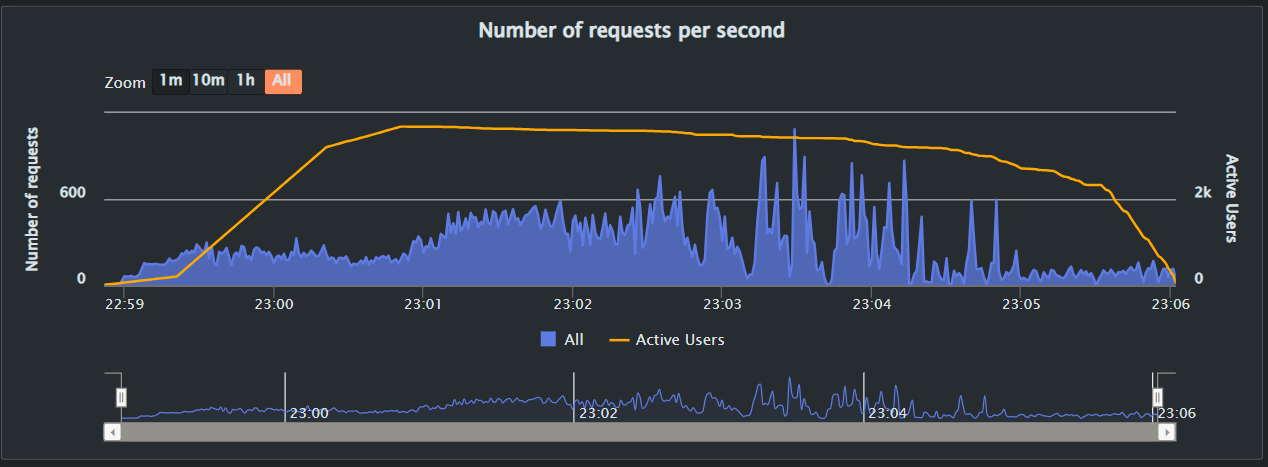 Number of requests per second
Zoom 1m 10m 1h All
Number of requests
600
0
2k
0
Active Users
22:59 23:00 23:01 23:02 23:03 23:04 23:05 23:06
All Active Users
23:00 23:02 23:04 23:06